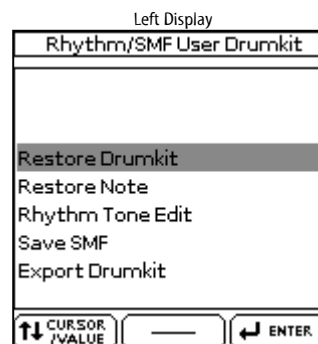 Left Display
Rhythm/SMF User Drumkit
Restore Drumkit
Restore Note
Rhythm Tone Edit
Save SMF
Export Drumkit
CURSOR
/VALUE
ENTER